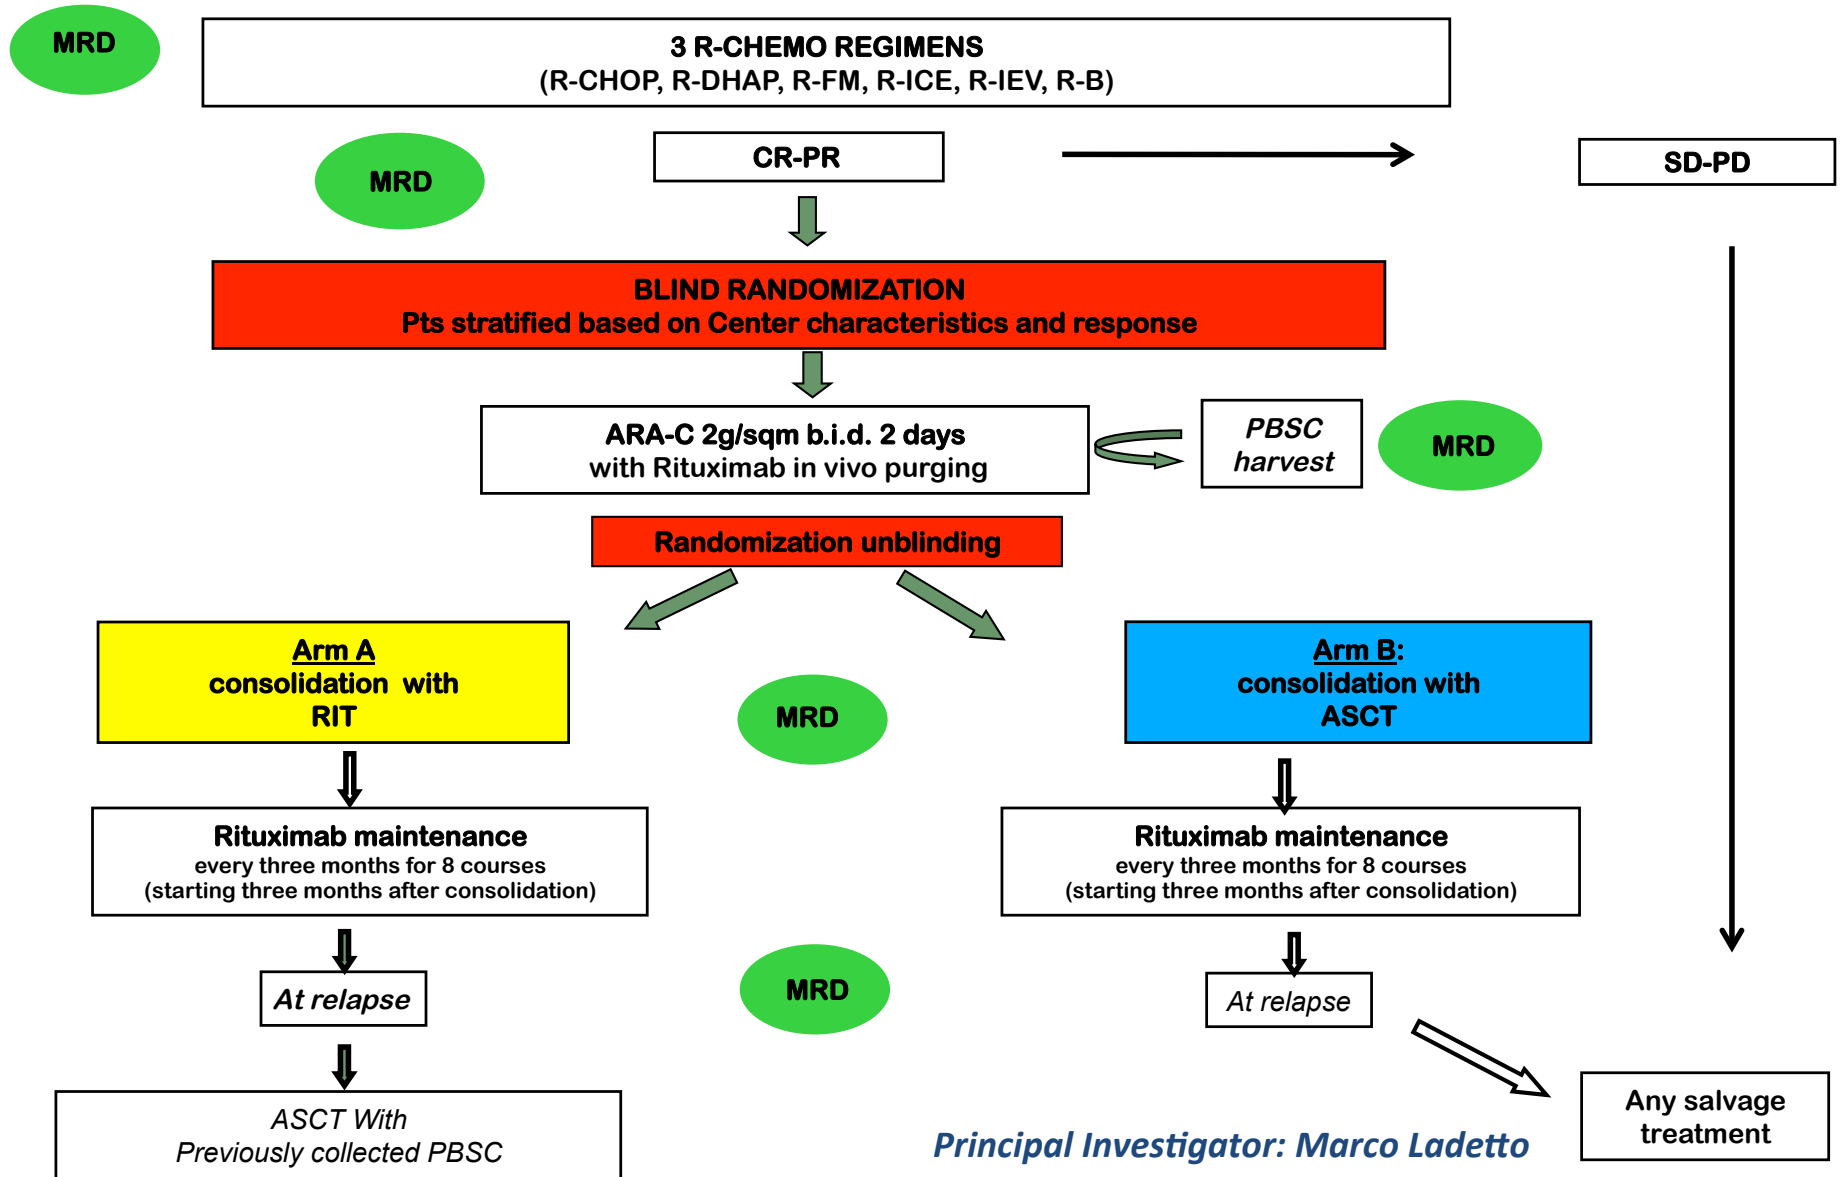 MRD
3 R-CHEMO REGIMENS
(R-CHOP, R-DHAP, R-FM, R-ICE, R-IEV, R-B)
MRD
CR-PR
SD-PD
BLIND RANDOMIZATION
Pts stratified based on Center characteristics and response
ARA-C 2g/sqm b.i.d. 2 days
with Rituximab in vivo purging
PBSC
harvest
MRD
Randomization unblinding
Arm A
consolidation with
RIT
MRD
Arm B:
consolidation with
ASCT
Rituximab maintenance
every three months for 8 courses
(starting three months after consolidation)
Rituximab maintenance
every three months for 8 courses
(starting three months after consolidation)
At relapse
MRD
At relapse
ASCT With
Previously collected PBSC
Principal Investigator: Marco Ladetto
Any salvage
treatment